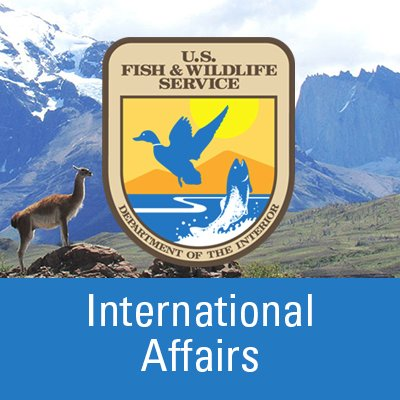 U.S.
FISH & WILDLIFE
SERVICE
DEPARTMENT OF THE INTERIOR
International
Affairs